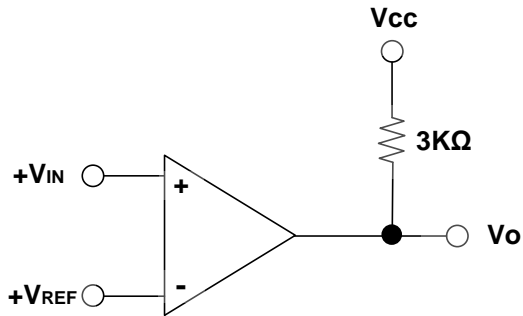 Vcc
3KΩ
+VIN
+
Vo
+VREF
-